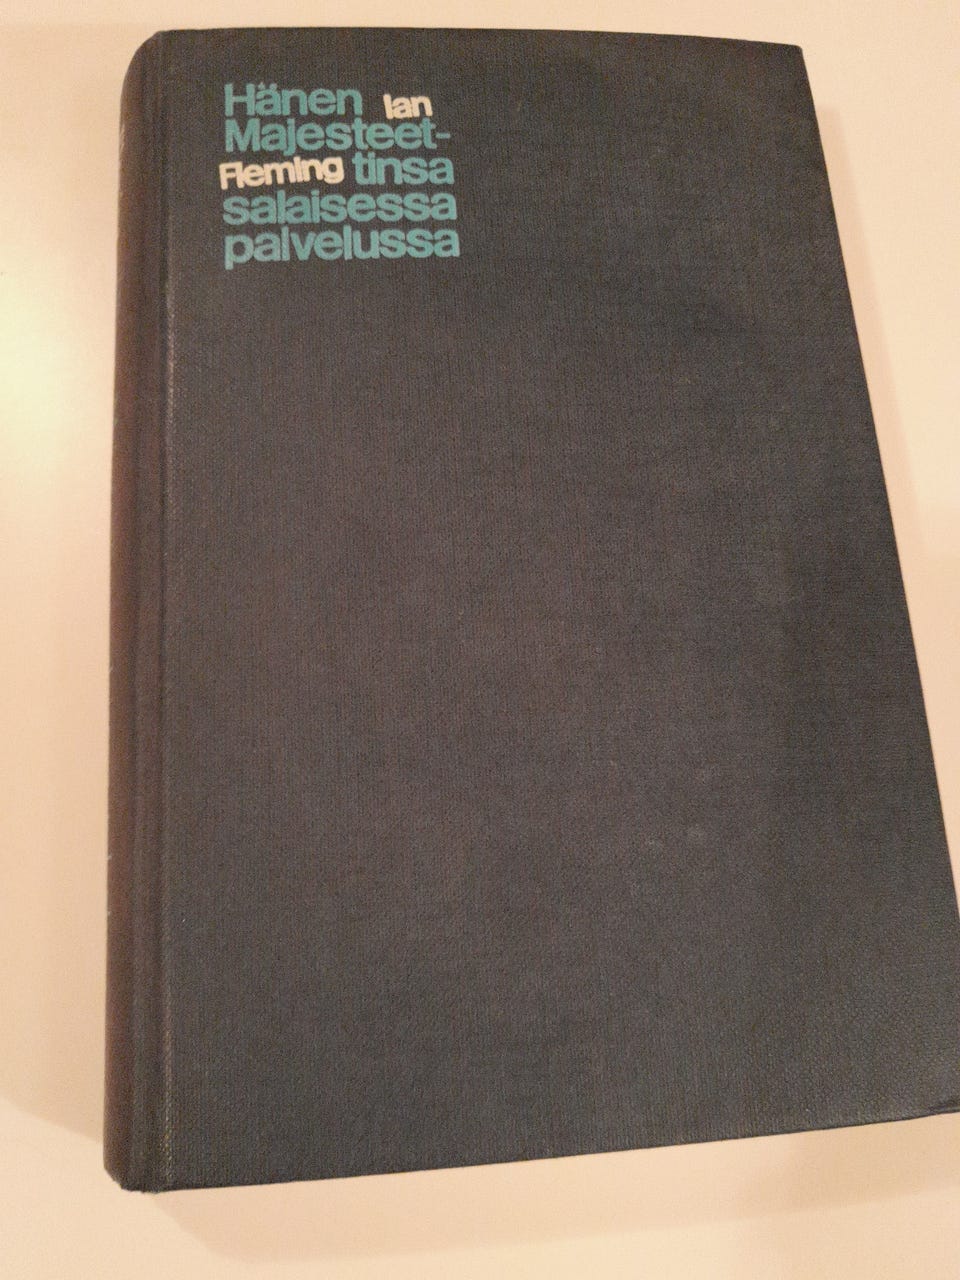 Hänen Ian
Majesteet-
Fleming tinsa
salaisessa
palvelussa